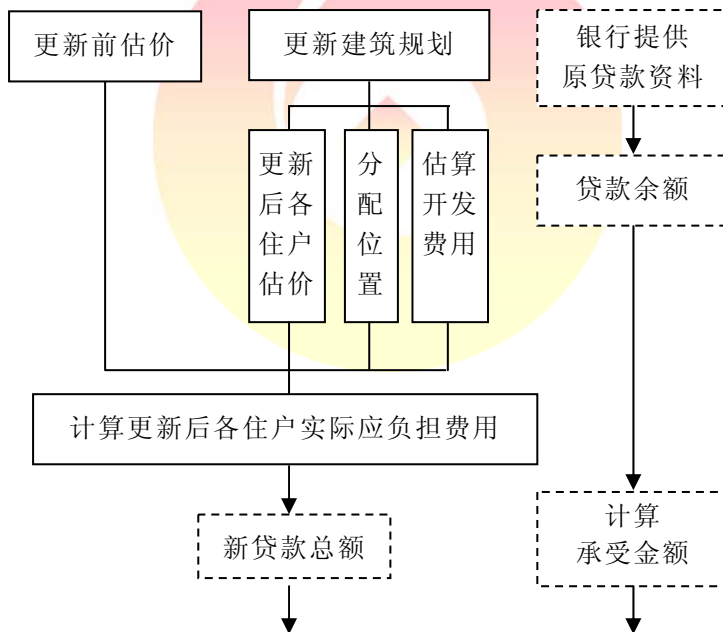 更新前估价
更新建筑规划
银行提供
原贷款资料
更新
后各
住户
估价
分
配
位
置
估算
开发
费用
贷款余额
计算更新后各住户实际应负担费用
新贷款总额
计算
承受金额